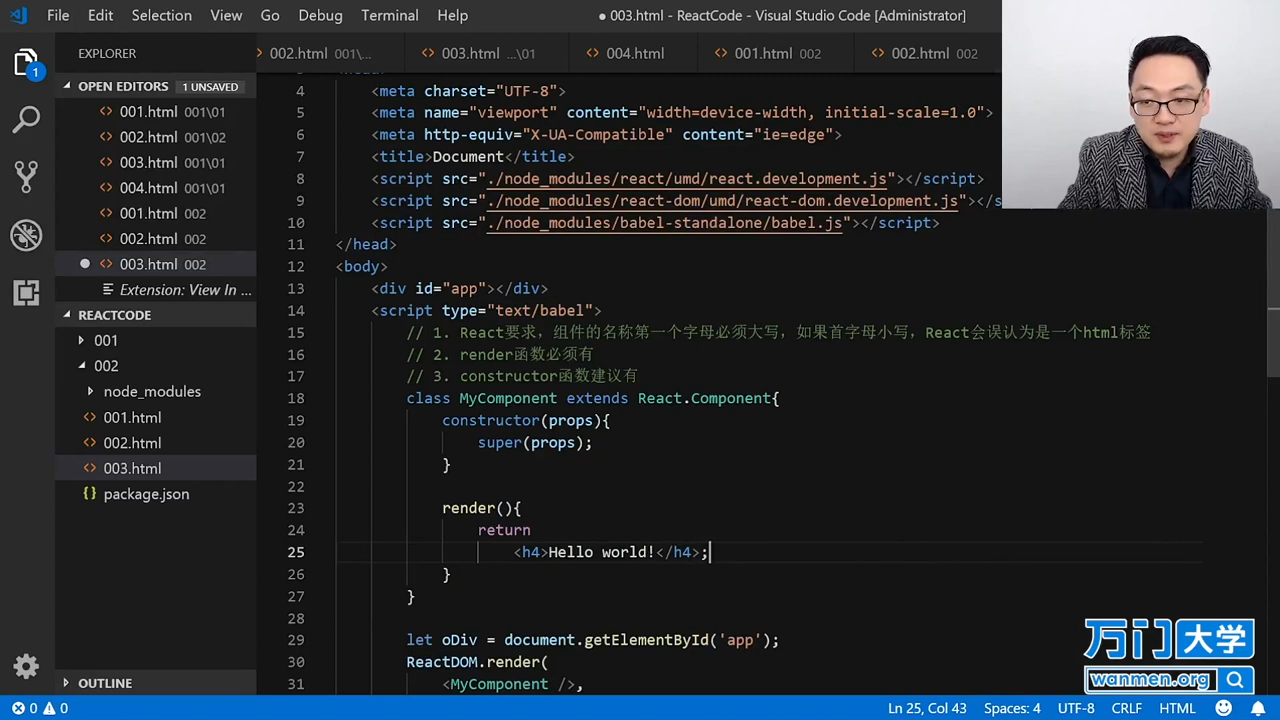 File Edit Selection View Go Debug Terminal Help ● 003.html - ReactCode - Visual Studio Code [Administrator]
EXPLORER
002.html 001\... 003.html ...\01 004.html 001.html 002 002.html 002
OPEN EDITORS 1 UNSAVED
001.html 001\01
002.html 001\02
003.html 001\01
004.html 001\01
001.html 002
002.html 002
003.html 002
Extension: View In ...
REACTCODE
001
002
node_modules
001.html
002.html
003.html
package.json
OUTLINE
4 <meta charset="UTF-8">
5 <meta name="viewport" content="width=device-width, initial-scale=1.0">
6 <meta http-equiv="X-UA-Compatible" content="ie=edge">
7 <title>Document</title>
8 <script src="./node_modules/react/umd/react.development.js"></script>
9 <script src="./node_modules/react-dom/umd/react-dom.development.js"></s
10 <script src="./node_modules/babel-standalone/babel.js"></script>
11 </head>
12 <body>
13 <div id="app"></div>
14 <script type="text/babel">
15 // 1. React要求，组件的名称第一个字母必须大写，如果首字母小写，React会误认为是一个html标签
16 // 2. render函数必须有
17 // 3. constructor函数建议有
18 class MyComponent extends React.Component{
19 constructor(props){
20 super(props);
21 }
22
23 render(){
24 return
25 <h4>Hello world!</h4>;
26 }
27 }
28
29 let oDiv = document.getElementById('app');
30 ReactDOM.render(
31 <MyComponent />,
万门大学
wanmen.org
0 0 Ln 25, Col 43 Spaces: 4 UTF-8 CRLF HTML
1